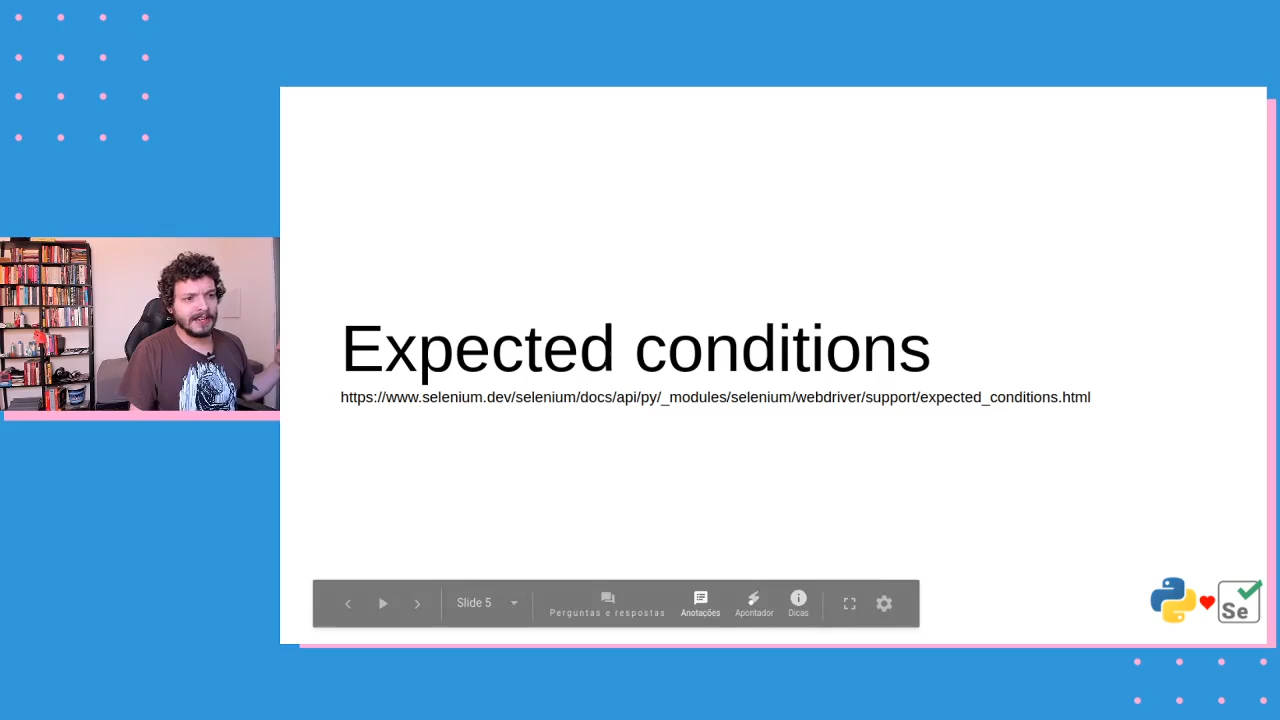 Expected conditions
https://www.selenium.dev/selenium/docs/api/py/_modules/selenium/webdriver/support/expected_conditions.html
Slide 5
Perguntas e respostas
Anotações
Apontador
Dicas
Se